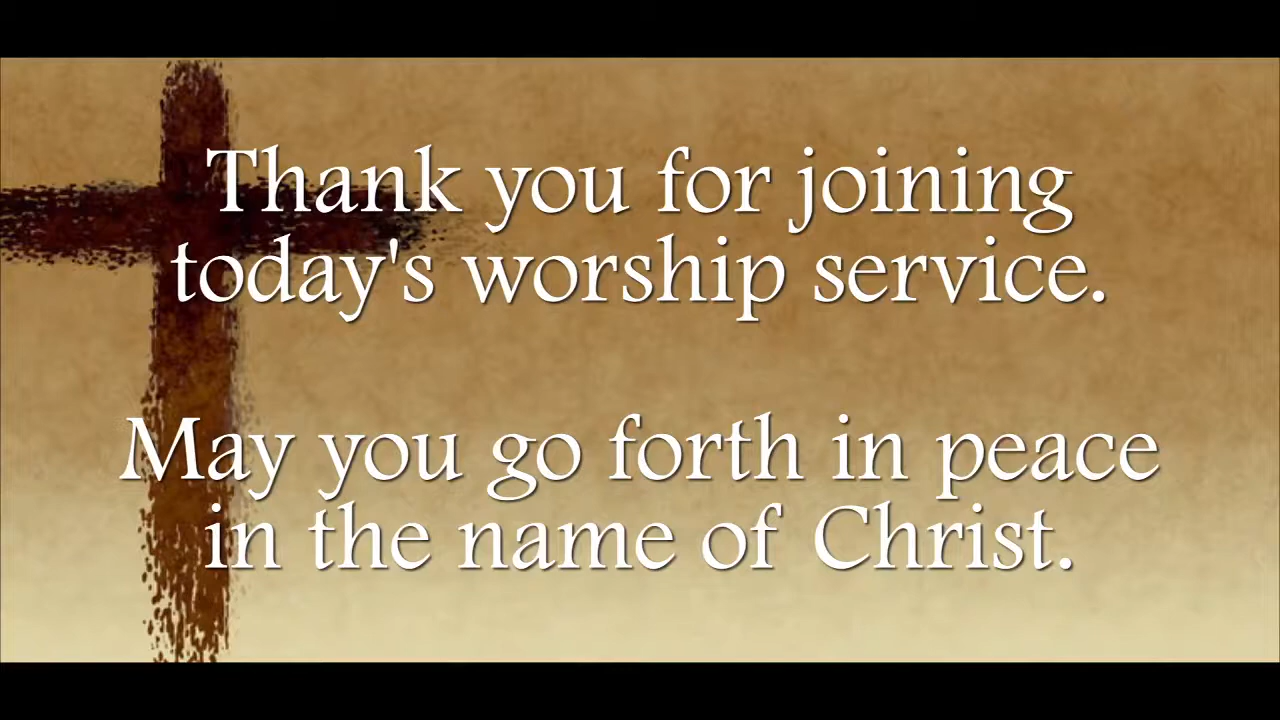 Thank you for joining
today's worship service.
May you go forth in peace
in the name of Christ.